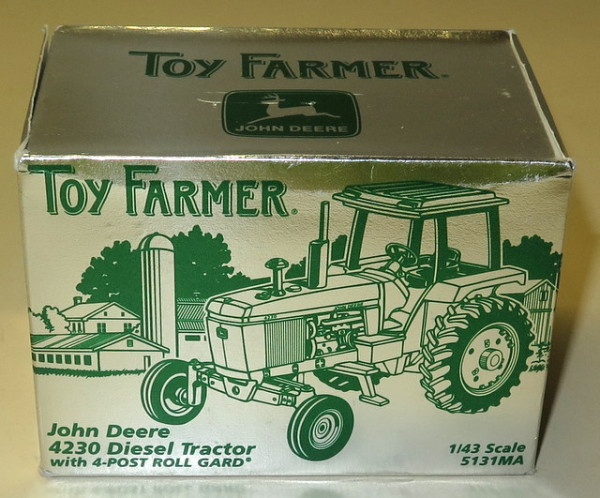 TOY FARMER.
JOHN DEERE
TOY FARMER.
John Deere
4230 Diesel Tractor
with 4-POST ROLL GARD®
1/43 Scale
5131MA